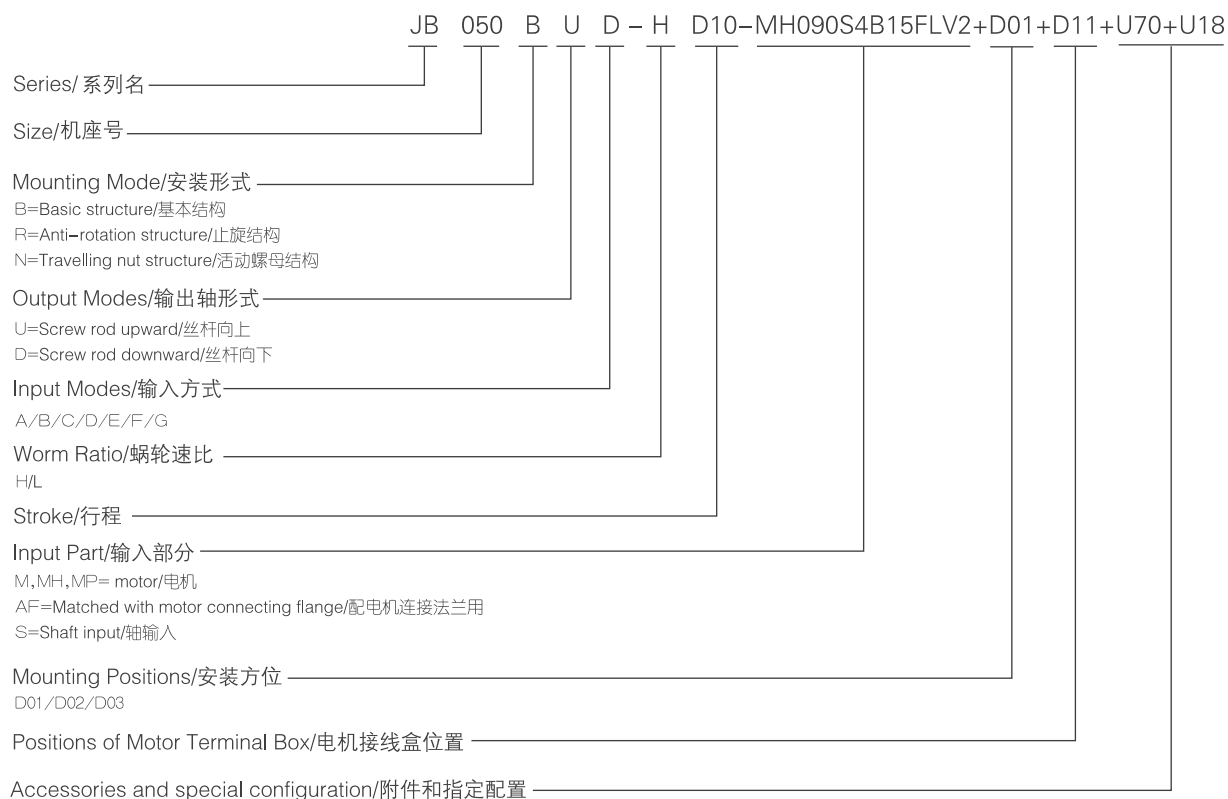 JB 050 B U D-H D10-MH090S4B15FLV2+D01+D11+U70+U18
Series/系列名
Size/机座号
Mounting Mode/安装形式
B=Basic structure/基本结构
R=Anti-rotation structure/止旋结构
N=Travelling nut structure/活动螺母结构
Output Modes/输出轴形式
U=Screw rod upward/丝杆向上
D=Screw rod downward/丝杆向下
Input Modes/输入方式
A/B/C/D/E/F/G
Worm Ratio/蜗轮速比
H/L
Stroke/行程
Input Part/输入部分
M,MH,MP= motor/电机
AF=Matched with motor connecting flange/配电机连接法兰用
S=Shaft input/轴输入
Mounting Positions/安装方位
D01/D02/D03
Positions of Motor Terminal Box/电机接线盒位置
Accessories and special configuration/附件和指定配置